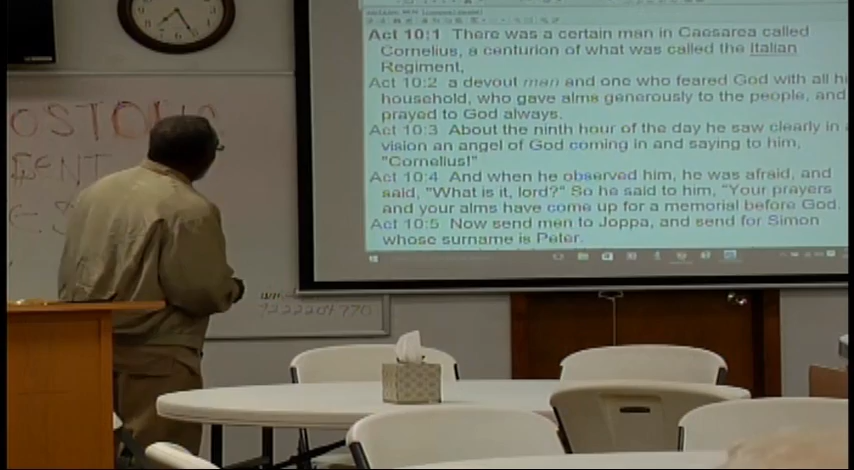 Act 10:1 There was a certain man in Caesarea called
Cornelius, a centurion of what was called the Italian
Regiment,
Act 10:2 a devout man and one who feared God with all hi
household, who gave alms generously to the people, and
prayed to God always.
Act 10:3 About the ninth hour of the day he saw clearly in a
vision an angel of God coming in and saying to him,
"Cornelius!"
Act 10:4 And when he observed him, he was afraid, and
said, "What is it, lord?" So he said to him, "Your prayers
and your alms have come up for a memorial before God.
Act 10:5 Now send men to Joppa, and send for Simon
whose surname is Peter.